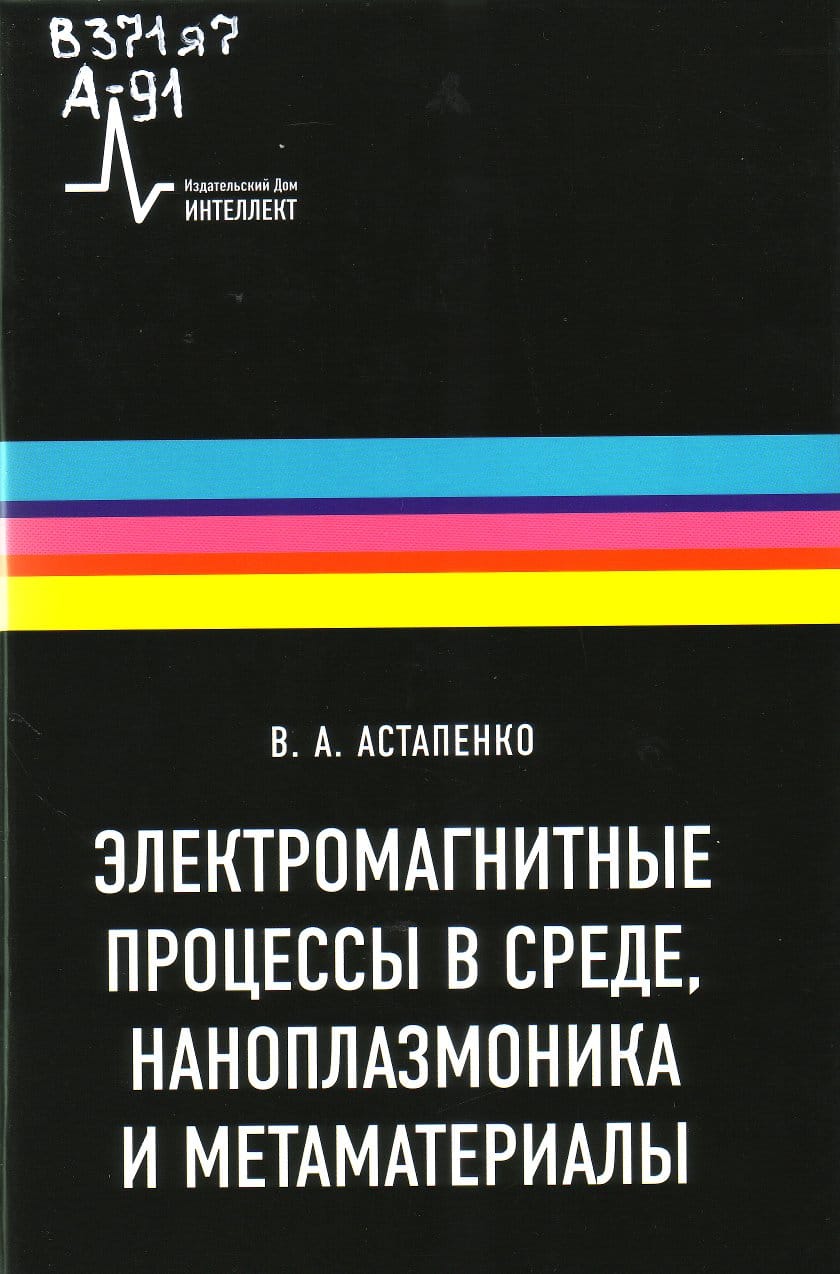 В371я7
А-91
Издательский Дом
ИНТЕЛЛЕКТ
В. А. АСТАПЕНКО
ЭЛЕКТРОМАГНИТНЫЕ
ПРОЦЕССЫ В СРЕДЕ,
НАНОПЛАЗМОНИКА
И МЕТАМАТЕРИАЛЫ